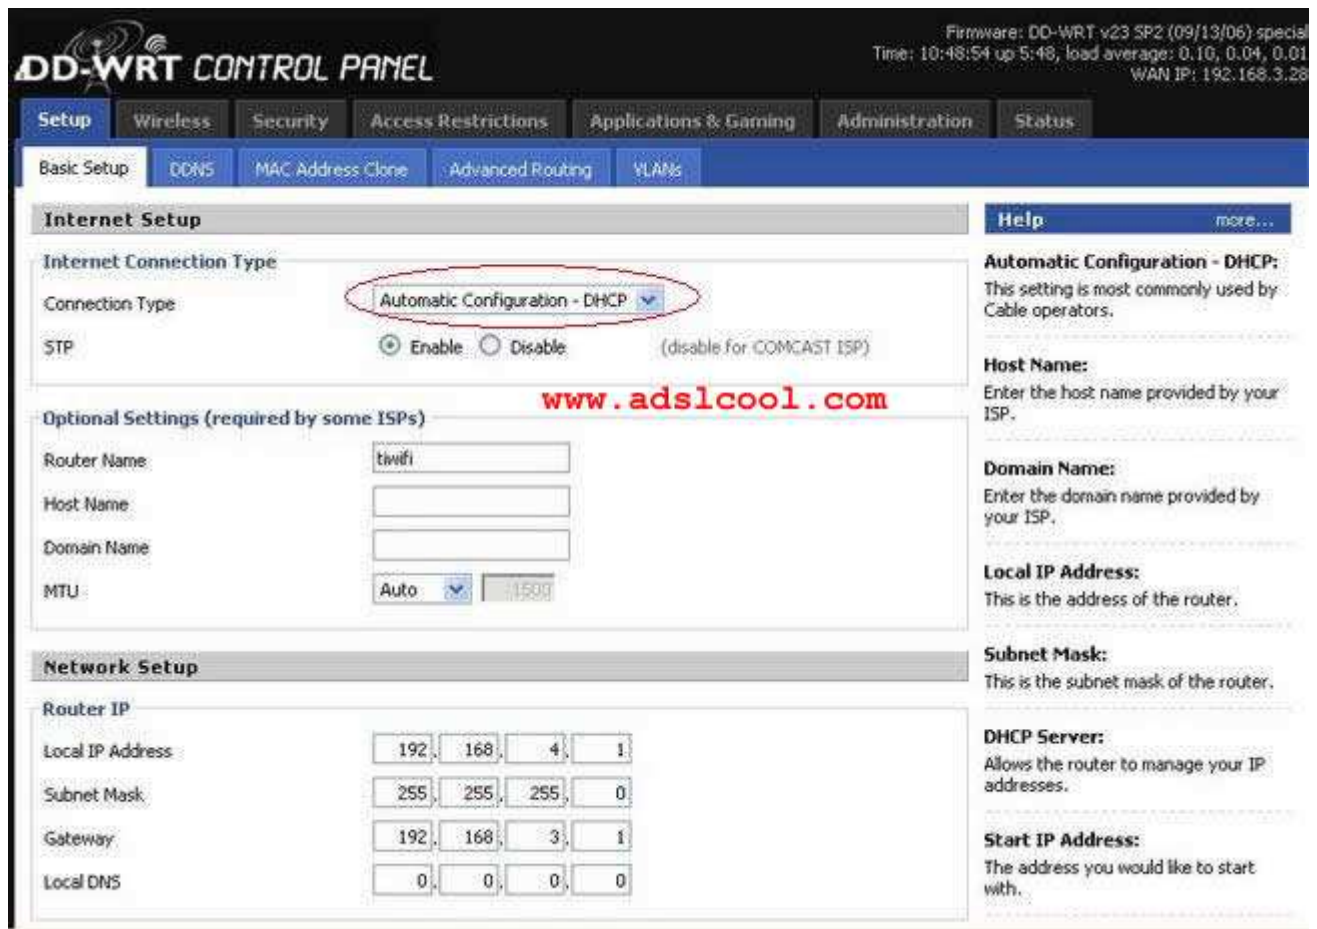 Firmware: DD-WRT v23 SP2 (09/13/06) special
Time: 10:48:54 up 5:48, load average: 0.10, 0.04, 0.01
WAN IP: 192.168.3.28
DD-WRT CONTROL PANEL
Setup Wireless Security Access Restrictions Applications & Gaming Administration Status
Basic Setup DDNS MAC Address Clone Advanced Routing VLANs
Internet Setup
Internet Connection Type
Connection Type Automatic Configuration - DHCP
STP Enable Disable (disable for COMCAST ISP)
www.adslcool.com
Optional Settings (required by some ISPs)
Router Name tiwifi
Host Name
Domain Name
MTU Auto 1500
Network Setup
Router IP
Local IP Address 192. 168. 4. 1
Subnet Mask 255. 255. 255. 0
Gateway 192. 168. 3. 1
Local DNS 0. 0. 0. 0
Help more...
Automatic Configuration - DHCP:
This setting is most commonly used by
Cable operators.
Host Name:
Enter the host name provided by your
ISP.
Domain Name:
Enter the domain name provided by
your ISP.
Local IP Address:
This is the address of the router.
Subnet Mask:
This is the subnet mask of the router.
DHCP Server:
Allows the router to manage your IP
addresses.
Start IP Address:
The address you would like to start
with.